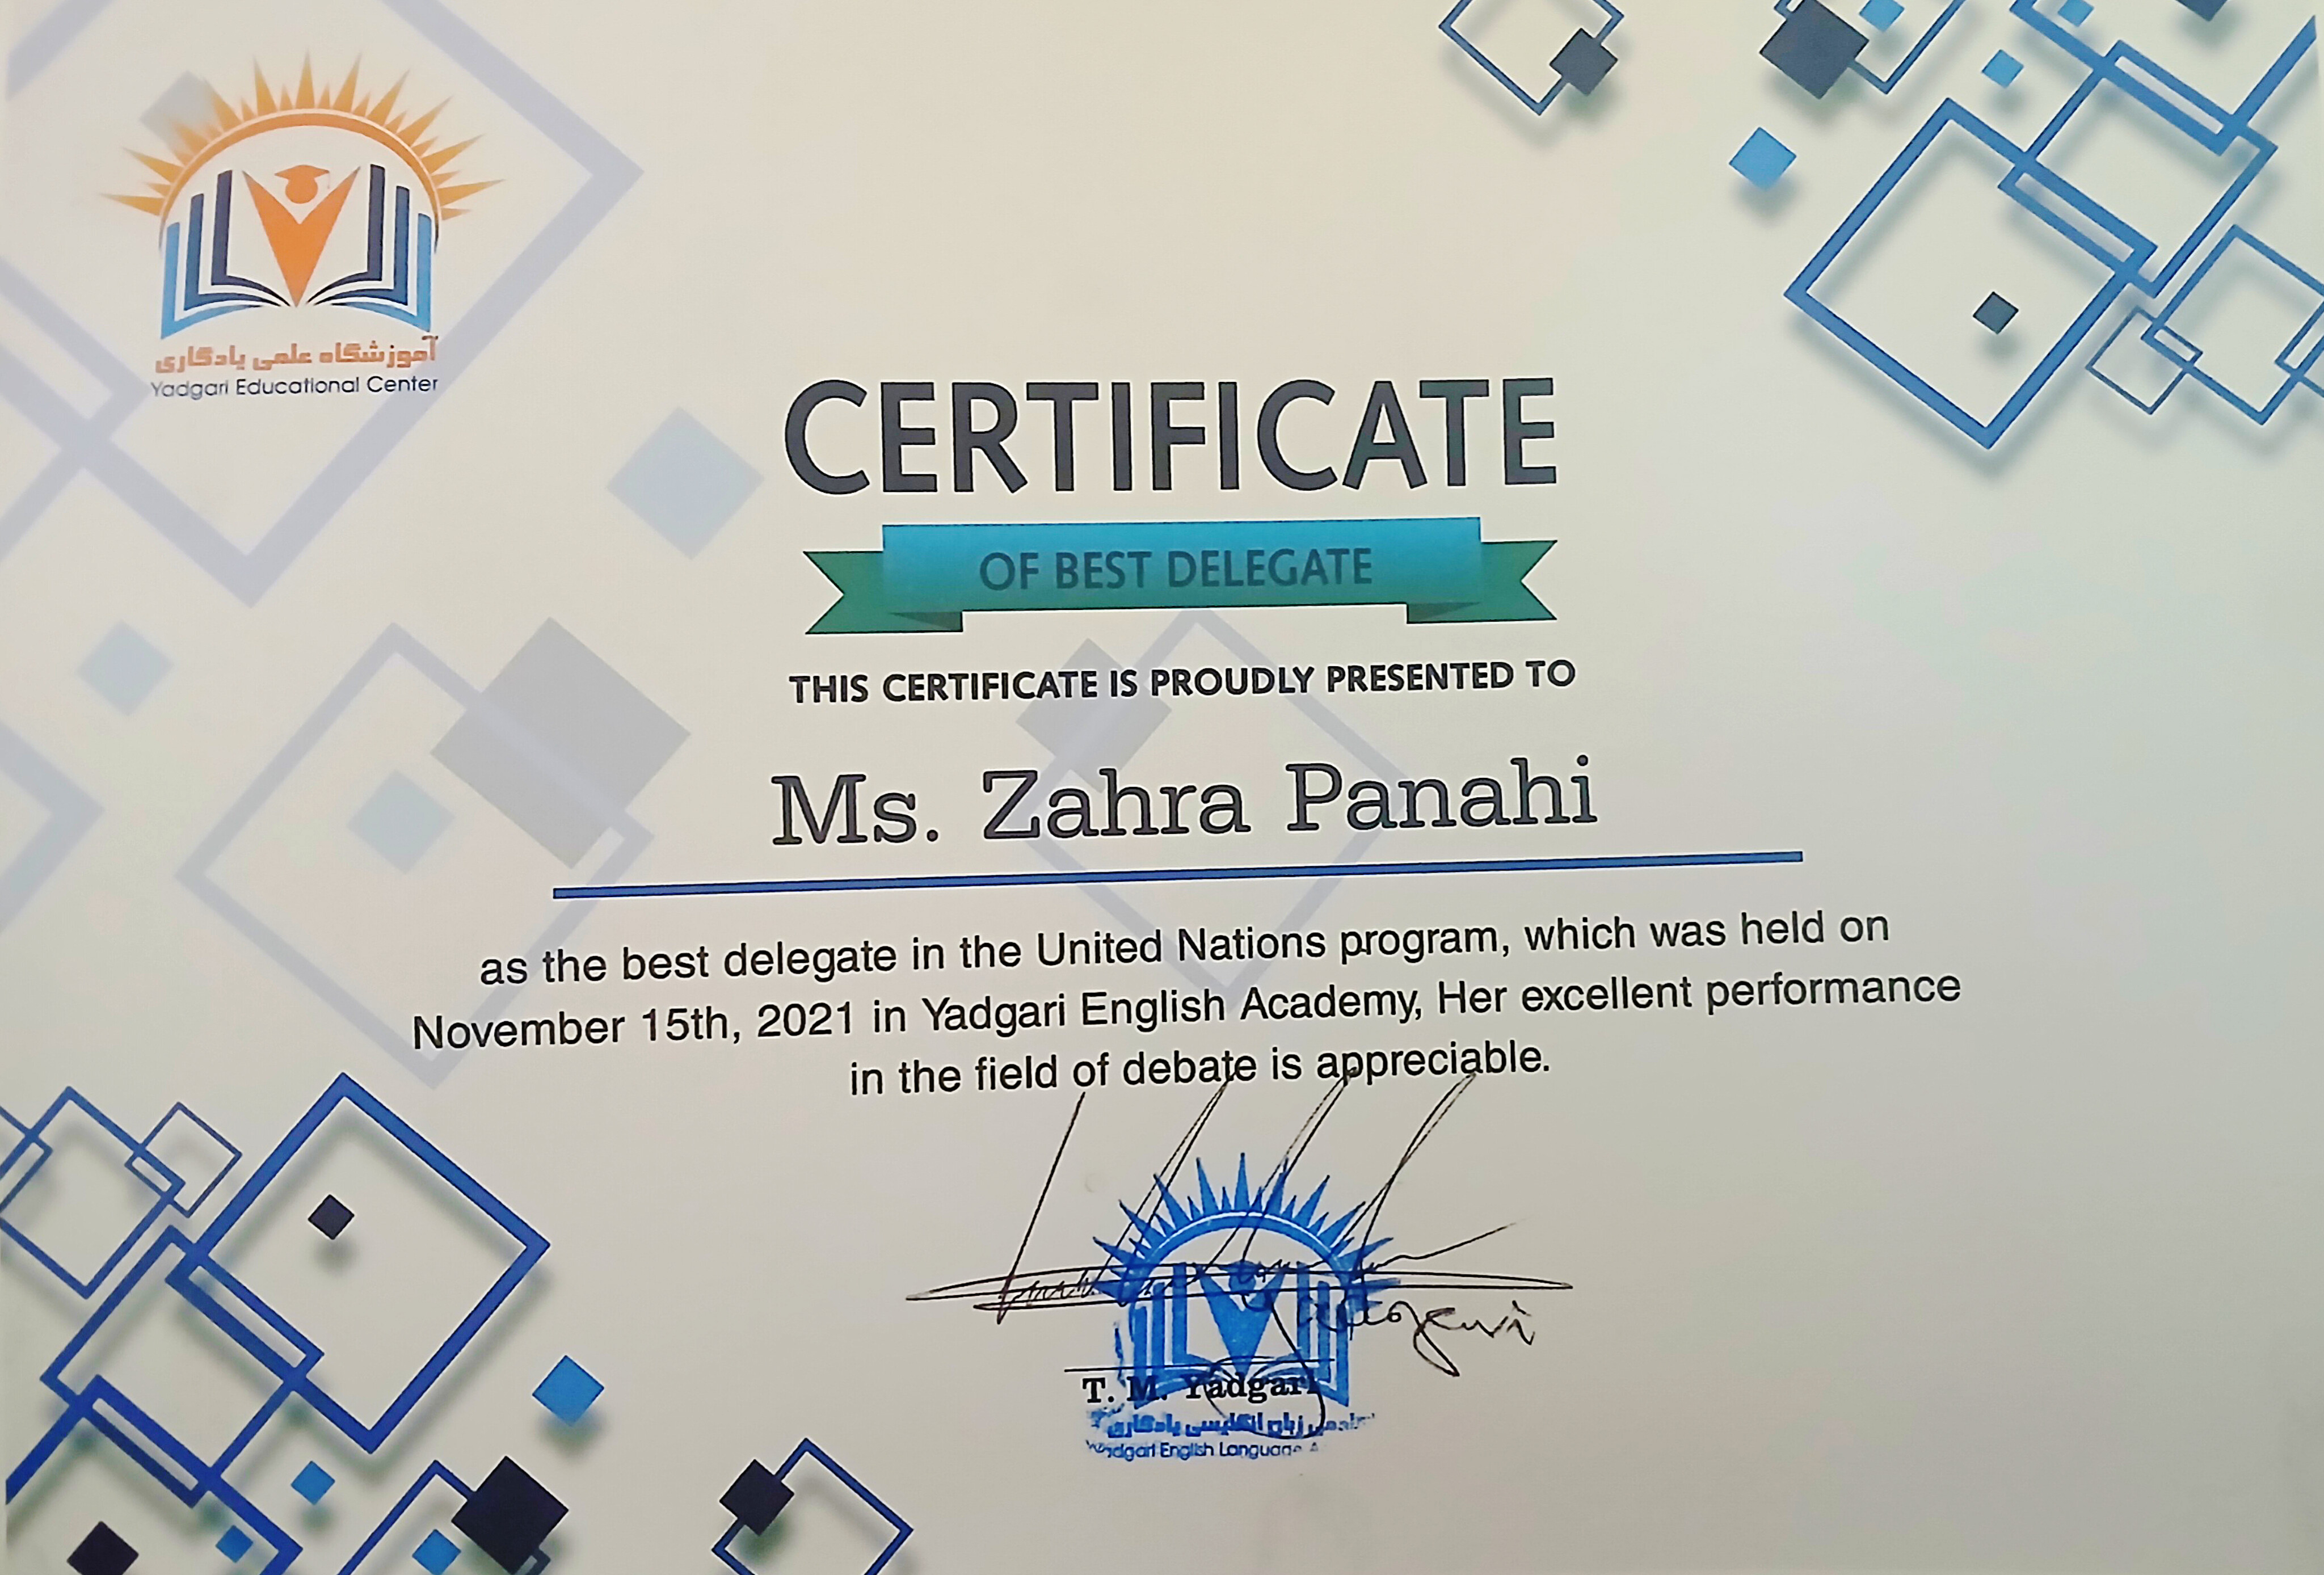 آموزشگاه علمی یادگاری
Yadgari Educational Center
CERTIFICATE
OF BEST DELEGATE
THIS CERTIFICATE IS PROUDLY PRESENTED TO
Ms. Zahra Panahi
as the best delegate in the United Nations program, which was held on
November 15th, 2021 in Yadgari English Academy, Her excellent performance
in the field of debate is appreciable.
T. M. Yadgari
زبان انگلیسی یادگاری
Yadgari English Language